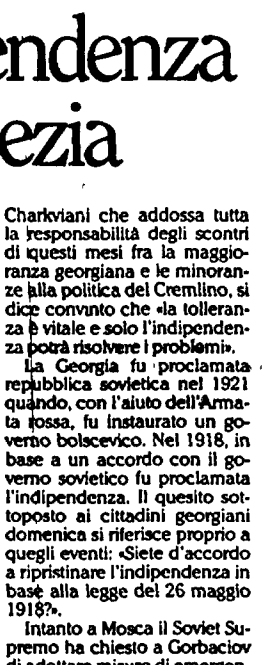 endenza
ezia
Charkviani che addossa tutta
la responsabilità degli scontri
di questi mesi fra la maggio-
ranza georgiana e le minoran-
ze alla politica del Cremlino, si
dice convinto che «la tolleran-
za è vitale e solo l'indipenden-
za potrà risolvere i problemi».
La Georgia fu proclamata
repubblica sovietica nel 1921
quando, con l'aiuto dell'Arma-
ta rossa, fu instaurato un go-
verno bolscevico. Nel 1918, in
base a un accordo con il go-
verno sovietico fu proclamata
l'indipendenza. Il quesito sot-
toposto ai cittadini georgiani
domenica si riferisce proprio a
quegli eventi: «Siete d'accordo
a ripristinare l'indipendenza in
base alla legge del 26 maggio
1918?».
Intanto a Mosca il Soviet Su-
premo ha chiesto a Gorbaciov
di adottare misure di emergen-